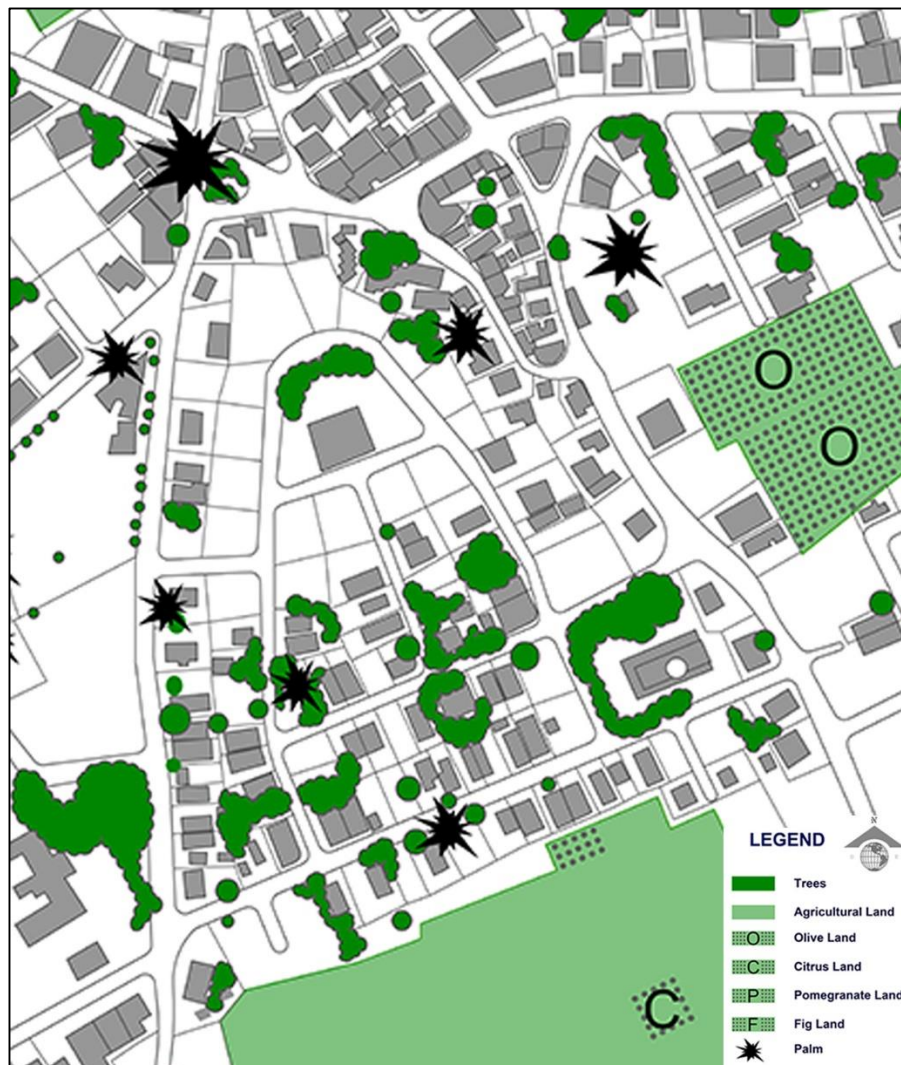 O
O
C
LEGEND
N
Trees
Agricultural Land
O Olive Land
C Citrus Land
P Pomegranate Land
F Fig Land
Palm